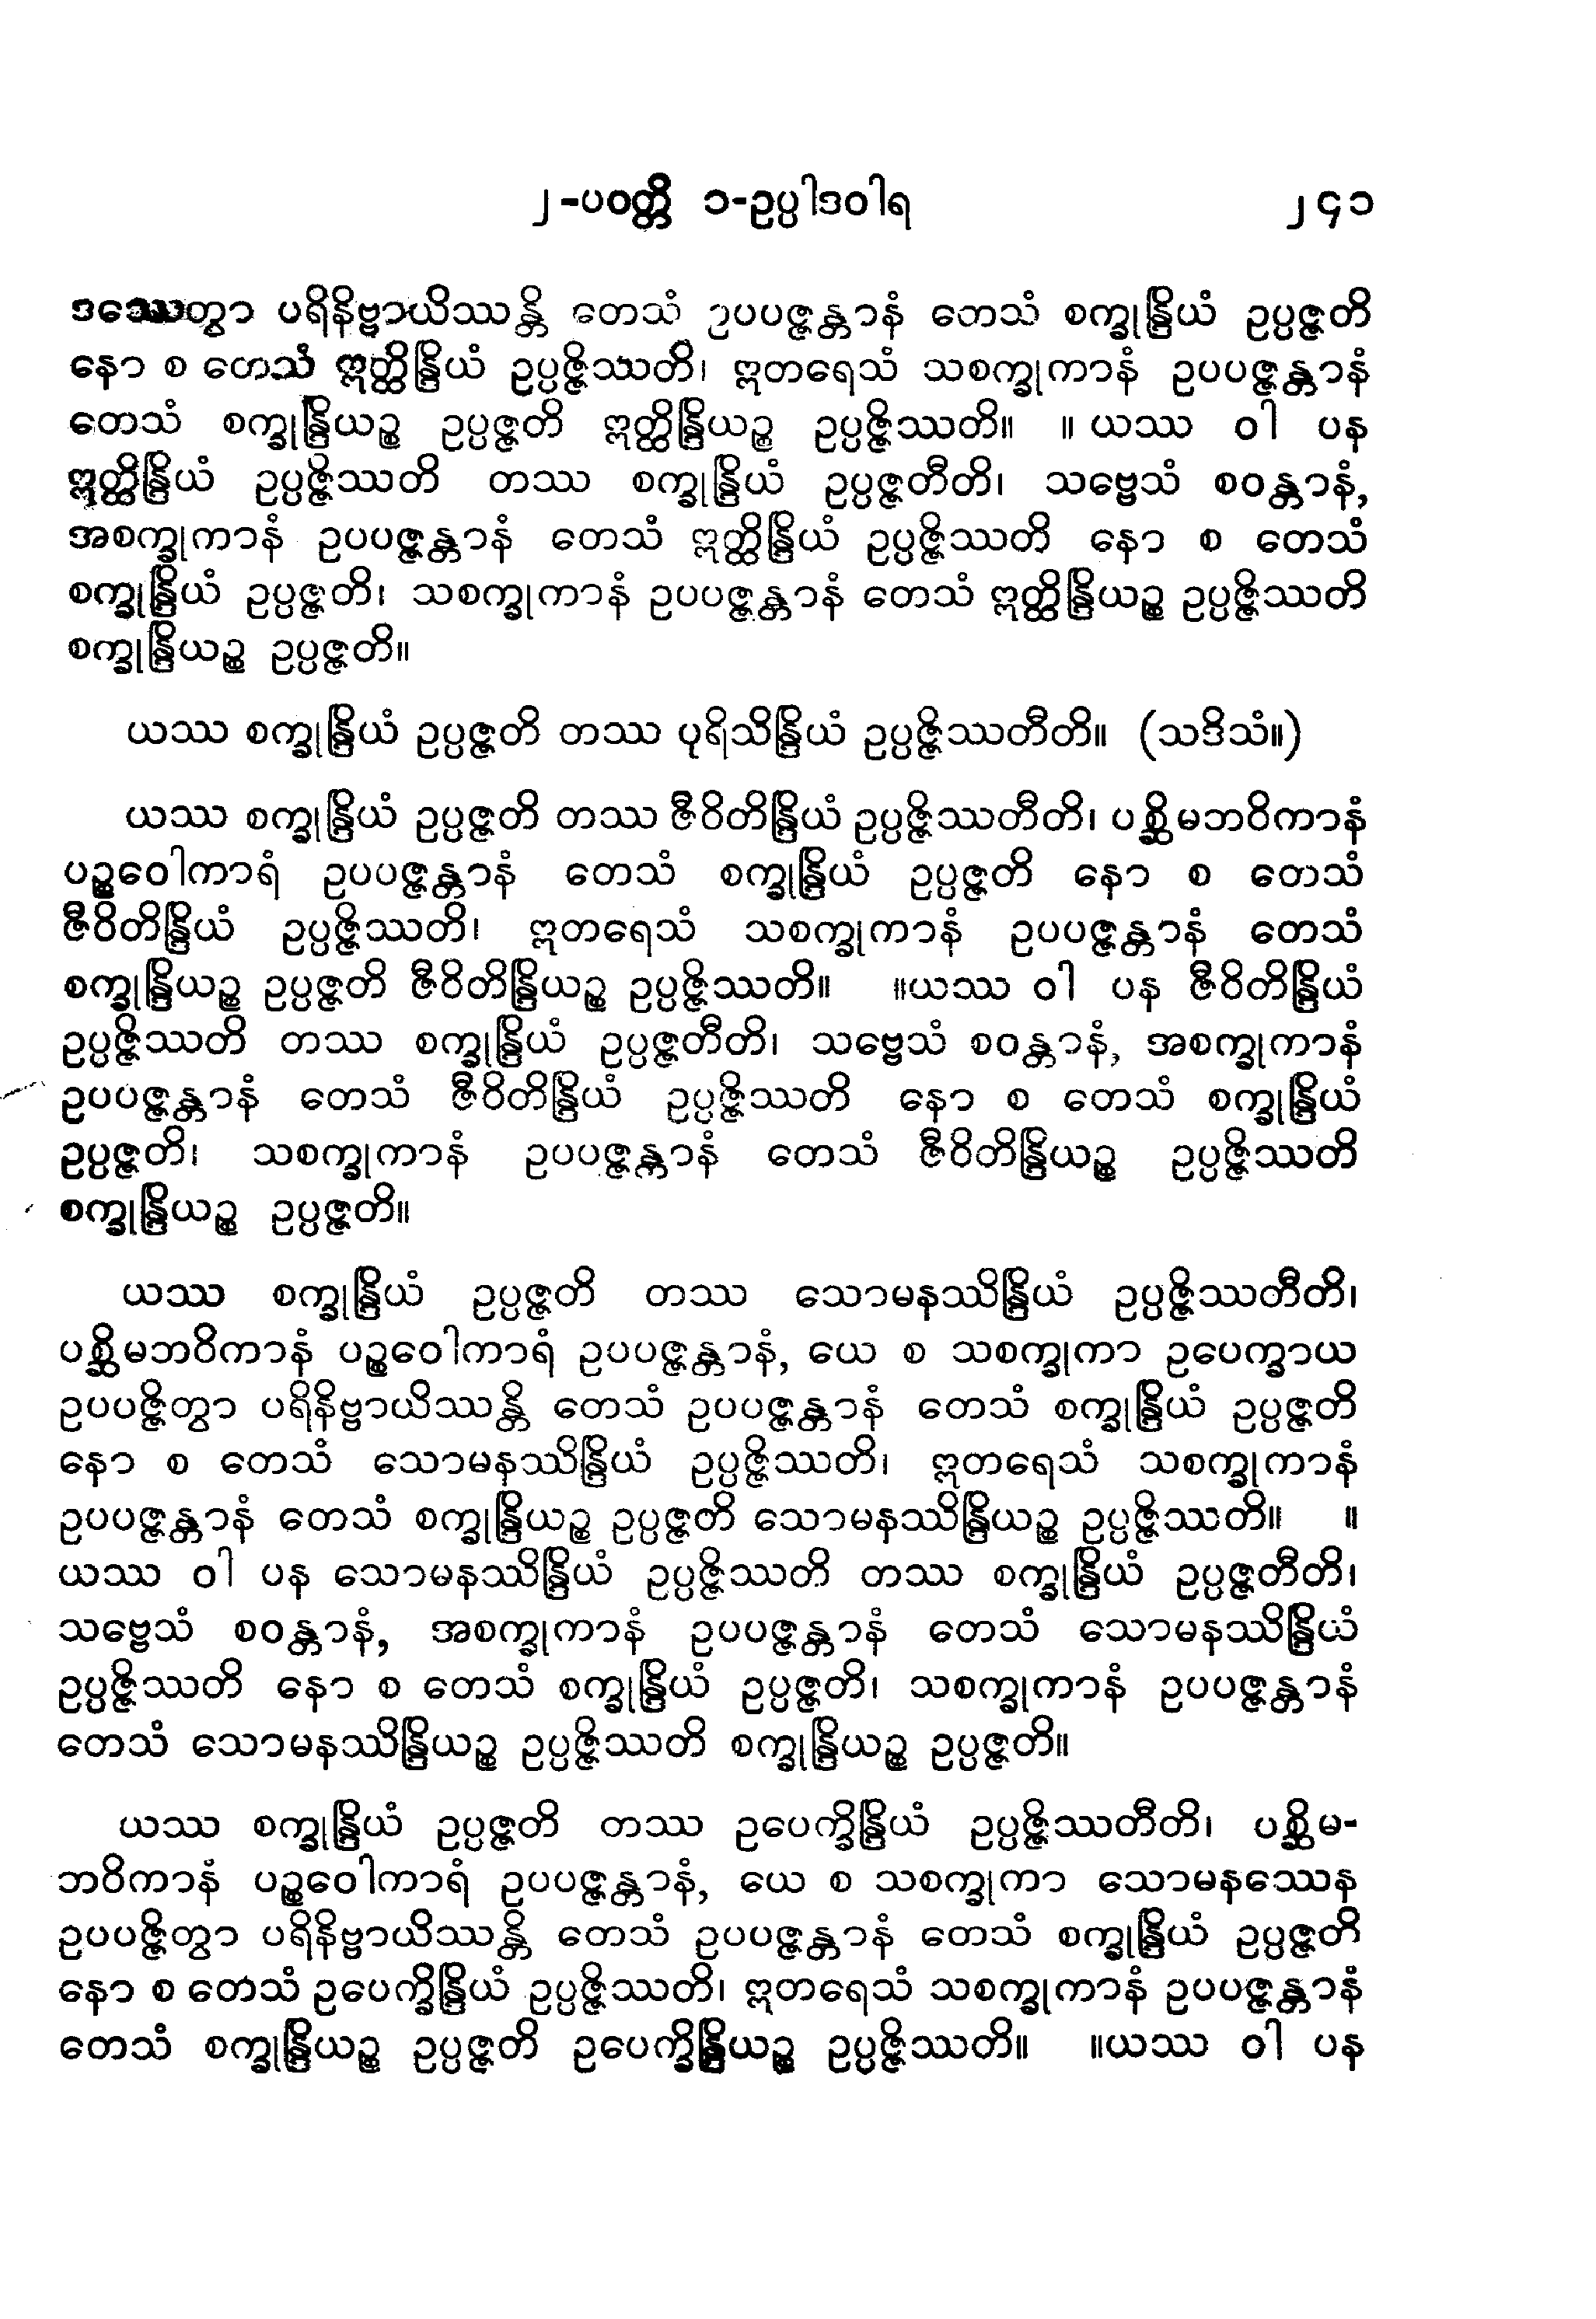 ၂-ပဝတ္တိ ၁-ဥပ္ပါဒဝါရ ၂၄၁
ဒဿေတွာ ပရိနိဗ္ဗာယိဿန္တိ တေသံ ဥပပဇ္ဇန္တာနံ တေသံ စက္ခုန္ဒြိယံ ဥပ္ပဇ္ဇတိ
နော စ တေသံ ဣတ္ထိန္ဒြိယံ ဥပ္ပဇ္ဇိဿတိ၊ ဣတရေသံ သစက္ခုကာနံ ဥပပဇ္ဇန္တာနံ
တေသံ စက္ခုန္ဒြိယဉ္စ ဥပ္ပဇ္ဇတိ ဣတ္ထိန္ဒြိယဉ္စ ဥပ္ပဇ္ဇိဿတိ။ ။ ယဿ ဝါ ပန
ဣတ္ထိန္ဒြိယံ ဥပ္ပဇ္ဇိဿတိ တဿ စက္ခုန္ဒြိယံ ဥပ္ပဇ္ဇတီတိ၊ သဗ္ဗေသံ စဝန္တာနံ,
အစက္ခုကာနံ ဥပပဇ္ဇန္တာနံ တေသံ ဣတ္ထိန္ဒြိယံ ဥပ္ပဇ္ဇိဿတိ နော စ တေသံ
စက္ခုန္ဒြိယံ ဥပ္ပဇ္ဇတိ၊ သစက္ခုကာနံ ဥပပဇ္ဇန္တာနံ တေသံ ဣတ္ထိန္ဒြိယဉ္စ ဥပ္ပဇ္ဇိဿတိ
စက္ခုန္ဒြိယဉ္စ ဥပ္ပဇ္ဇတိ။
ယဿ စက္ခုန္ဒြိယံ ဥပ္ပဇ္ဇတိ တဿ ပုရိသိန္ဒြိယံ ဥပ္ပဇ္ဇိဿတီတိ။ (သဒိသံ။)
ယဿ စက္ခုန္ဒြိယံ ဥပ္ပဇ္ဇတိ တဿ ဇီဝိတိန္ဒြိယံ ဥပ္ပဇ္ဇိဿတီတိ၊ ပစ္ဆိမဘဝိကာနံ
ပဉ္စဝေါကာရံ ဥပပဇ္ဇန္တာနံ တေသံ စက္ခုန္ဒြိယံ ဥပ္ပဇ္ဇတိ နော စ တေသံ
ဇီဝိတိန္ဒြိယံ ဥပ္ပဇ္ဇိဿတိ၊ ဣတရေသံ သစက္ခုကာနံ ဥပပဇ္ဇန္တာနံ တေသံ
စက္ခုန္ဒြိယဉ္စ ဥပ္ပဇ္ဇတိ ဇီဝိတိန္ဒြိယဉ္စ ဥပ္ပဇ္ဇိဿတိ။ ။ယဿ ဝါ ပန ဇီဝိတိန္ဒြိယံ
ဥပ္ပဇ္ဇိဿတိ တဿ စက္ခုန္ဒြိယံ ဥပ္ပဇ္ဇတီတိ၊ သဗ္ဗေသံ စဝန္တာနံ, အစက္ခုကာနံ
ဥပပဇ္ဇန္တာနံ တေသံ ဇီဝိတိန္ဒြိယံ ဥပ္ပဇ္ဇိဿတိ နော စ တေသံ စက္ခုန္ဒြိယံ
ဥပ္ပဇ္ဇတိ၊ သစက္ခုကာနံ ဥပပဇ္ဇန္တာနံ တေသံ ဇီဝိတိန္ဒြိယဉ္စ ဥပ္ပဇ္ဇိဿတိ
စက္ခုန္ဒြိယဉ္စ ဥပ္ပဇ္ဇတိ။
ယဿ စက္ခုန္ဒြိယံ ဥပ္ပဇ္ဇတိ တဿ သောမနဿိန္ဒြိယံ ဥပ္ပဇ္ဇိဿတီတိ၊
ပစ္ဆိမဘဝိကာနံ ပဉ္စဝေါကာရံ ဥပပဇ္ဇန္တာနံ, ယေ စ သစက္ခုကာ ဥပေက္ခာယ
ဥပပဇ္ဇိတွာ ပရိနိဗ္ဗာယိဿန္တိ တေသံ ဥပပဇ္ဇန္တာနံ တေသံ စက္ခုန္ဒြိယံ ဥပ္ပဇ္ဇတိ
နော စ တေသံ သောမနဿိန္ဒြိယံ ဥပ္ပဇ္ဇိဿတိ၊ ဣတရေသံ သစက္ခုကာနံ
ဥပပဇ္ဇန္တာနံ တေသံ စက္ခုန္ဒြိယဉ္စ ဥပ္ပဇ္ဇတိ သောမနဿိန္ဒြိယဉ္စ ဥပ္ပဇ္ဇိဿတိ။ ။
ယဿ ဝါ ပန သောမနဿိန္ဒြိယံ ဥပ္ပဇ္ဇိဿတိ တဿ စက္ခုန္ဒြိယံ ဥပ္ပဇ္ဇတီတိ၊
သဗ္ဗေသံ စဝန္တာနံ, အစက္ခုကာနံ ဥပပဇ္ဇန္တာနံ တေသံ သောမနဿိန္ဒြိယံ
ဥပ္ပဇ္ဇိဿတိ နော စ တေသံ စက္ခုန္ဒြိယံ ဥပ္ပဇ္ဇတိ၊ သစက္ခုကာနံ ဥပပဇ္ဇန္တာနံ
တေသံ သောမနဿိန္ဒြိယဉ္စ ဥပ္ပဇ္ဇိဿတိ စက္ခုန္ဒြိယဉ္စ ဥပ္ပဇ္ဇတိ။
ယဿ စက္ခုန္ဒြိယံ ဥပ္ပဇ္ဇတိ တဿ ဥပေက္ခိန္ဒြိယံ ဥပ္ပဇ္ဇိဿတီတိ၊ ပစ္ဆိမ-
ဘဝိကာနံ ပဉ္စဝေါကာရံ ဥပပဇ္ဇန္တာနံ, ယေ စ သစက္ခုကာ သောမနဿေန
ဥပပဇ္ဇိတွာ ပရိနိဗ္ဗာယိဿန္တိ တေသံ ဥပပဇ္ဇန္တာနံ တေသံ စက္ခုန္ဒြိယံ ဥပ္ပဇ္ဇတိ
နော စ တေသံ ဥပေက္ခိန္ဒြိယံ ဥပ္ပဇ္ဇိဿတိ၊ ဣတရေသံ သစက္ခုကာနံ ဥပပဇ္ဇန္တာနံ
တေသံ စက္ခုန္ဒြိယဉ္စ ဥပ္ပဇ္ဇတိ ဥပေက္ခိန္ဒြိယဉ္စ ဥပ္ပဇ္ဇိဿတိ။ ။ယဿ ဝါ ပန